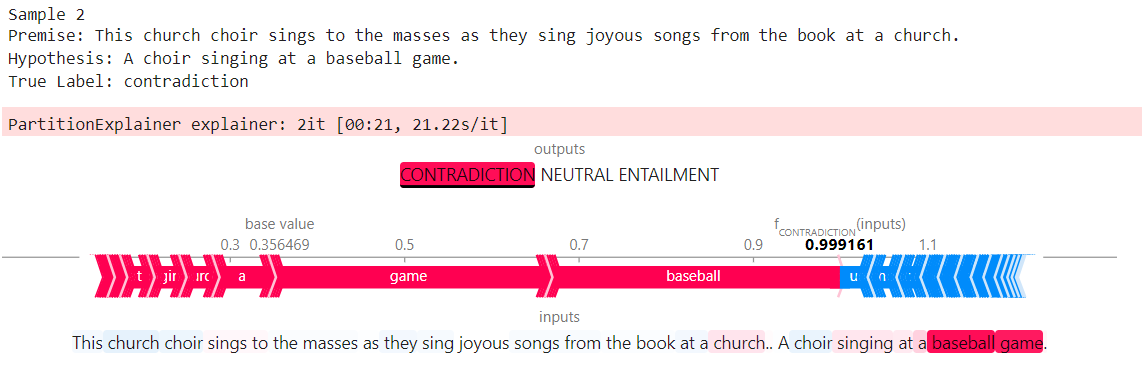 Sample 2
Premise: This church choir sings to the masses as they sing joyous songs from the book at a church.
Hypothesis: A choir singing at a baseball game.
True Label: contradiction
PartitionExplainer explainer: 2it [00:21, 21.22s/it]
outputs
CONTRADICTION NEUTRAL ENTAILMENT
base value f CONTRADICTION (inputs)
0.3 0.356469 0.5 0.7 0.9 0.999161 1.1
a game baseball
inputs
This church choir sings to the masses as they sing joyous songs from the book at a church.. A choir singing at a baseball game.